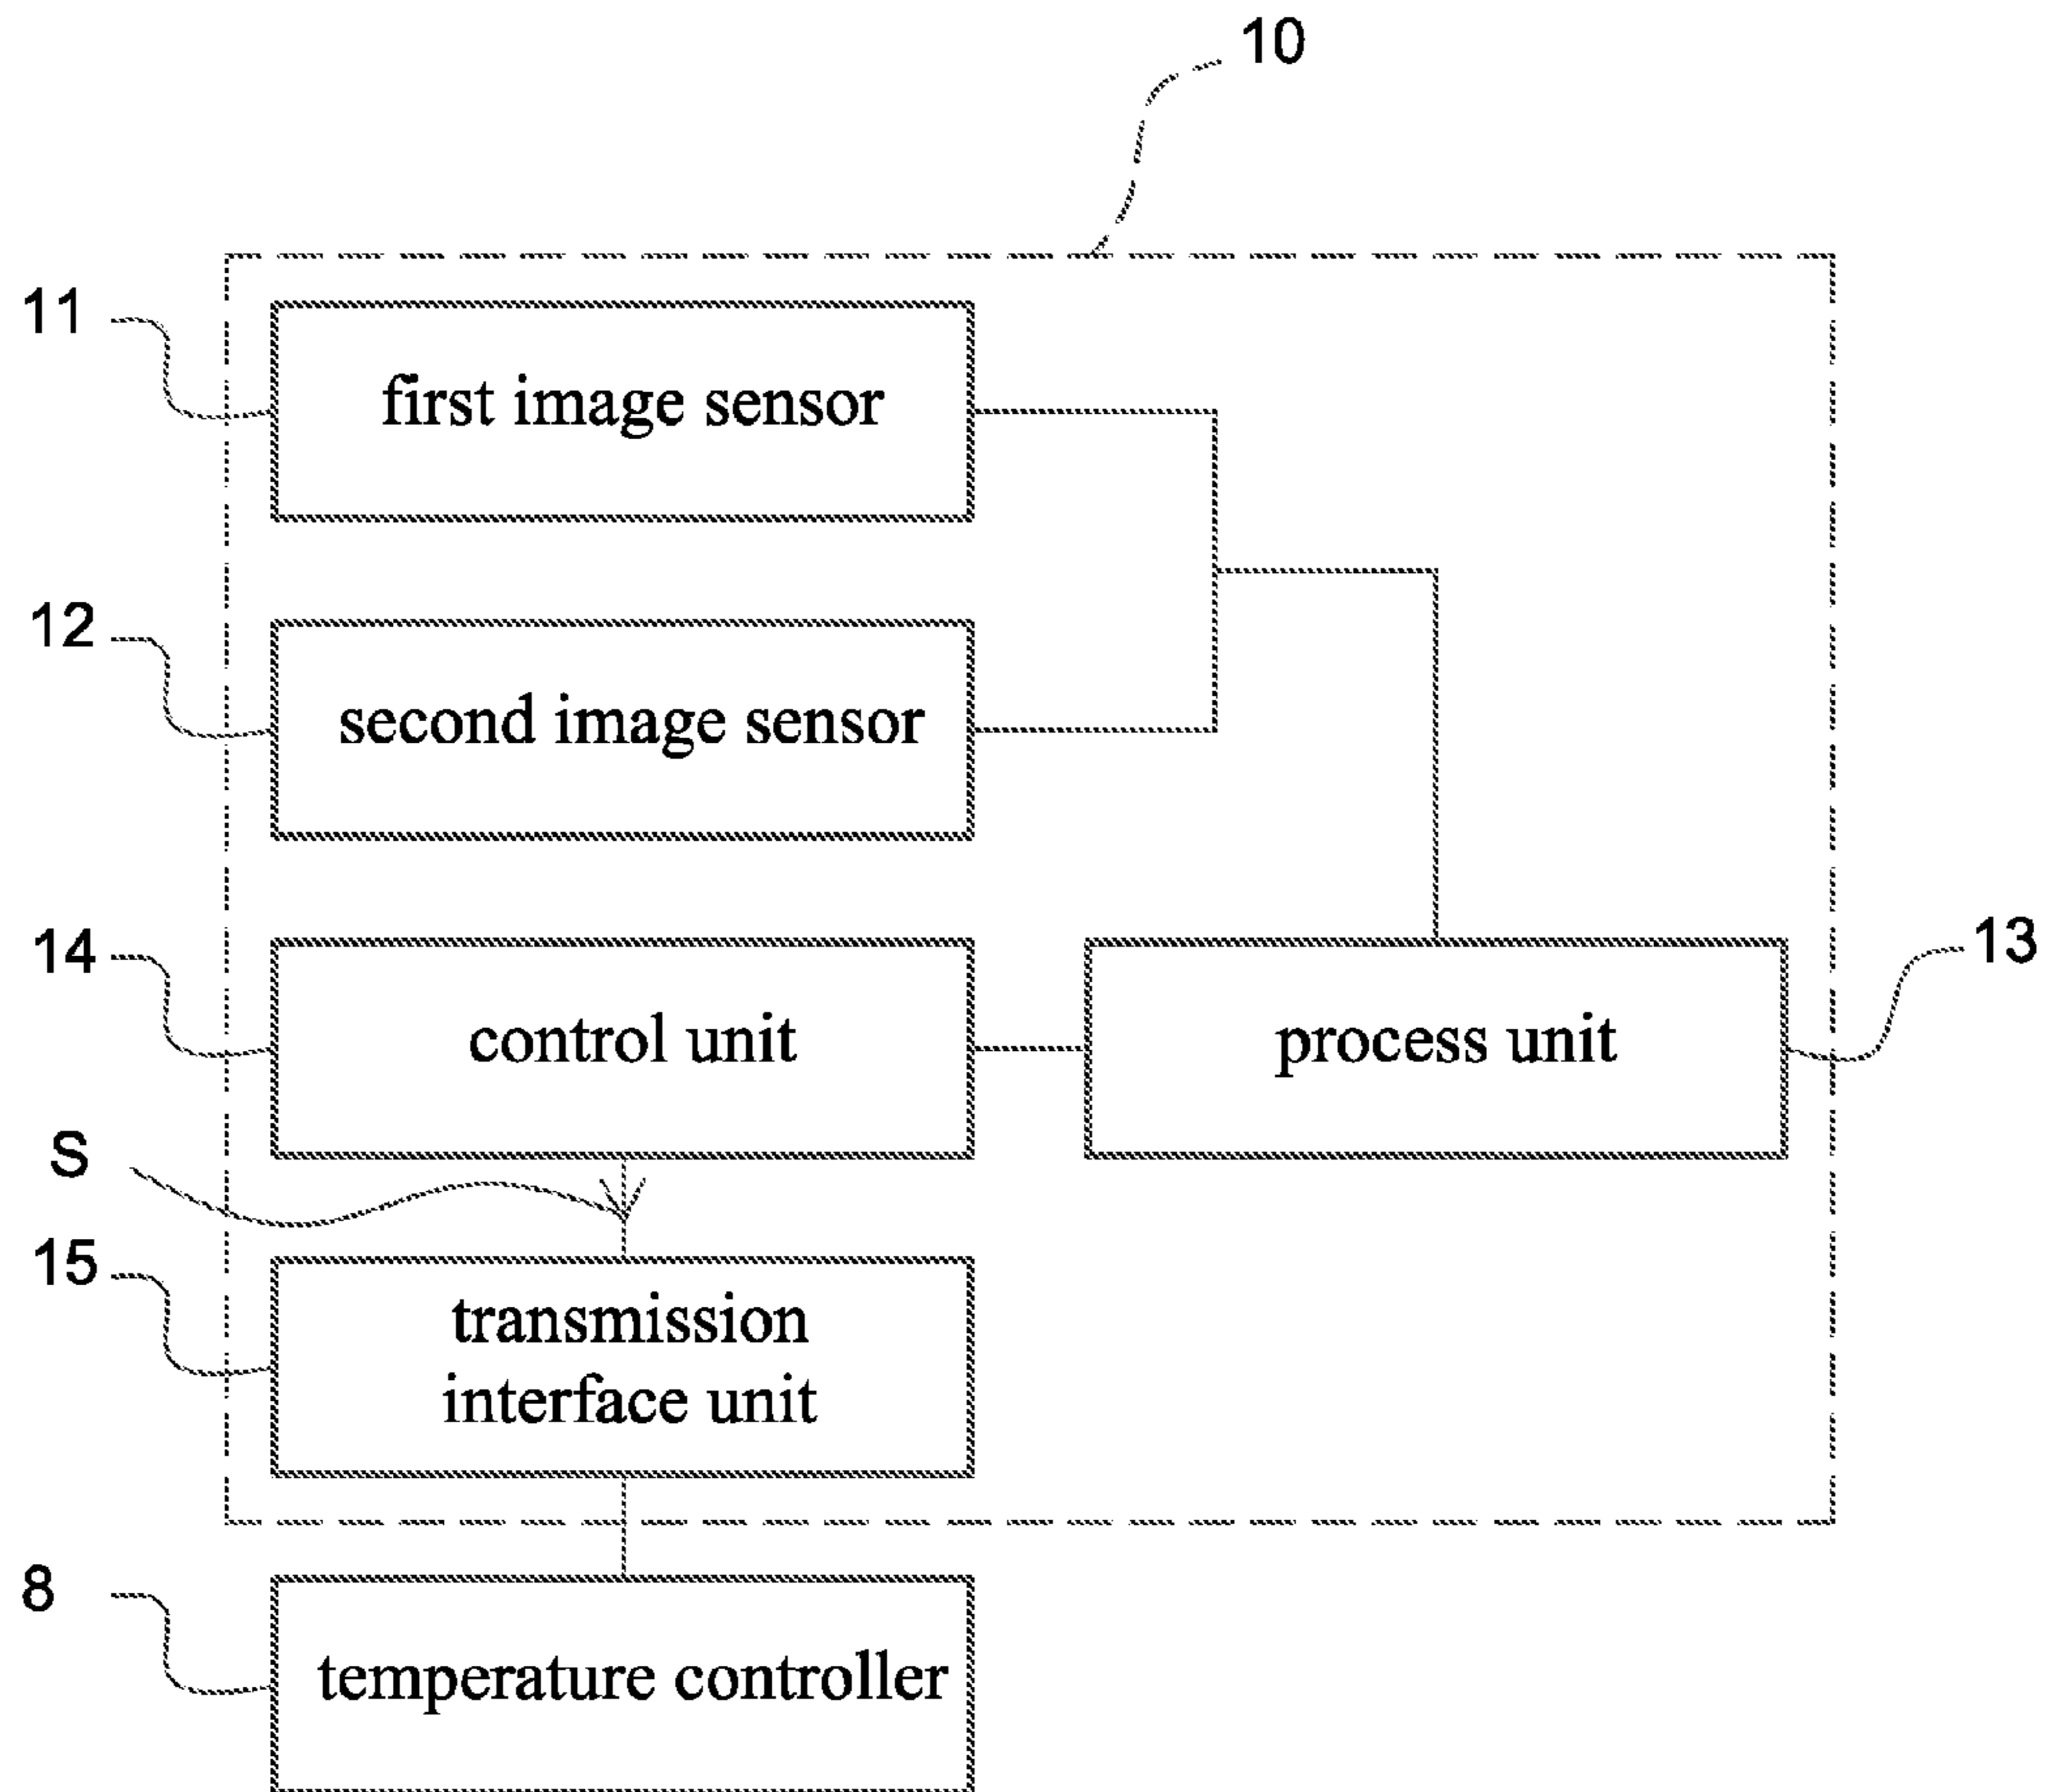 10
11
first image sensor
12
second image sensor
14
control unit
process unit
13
S
15
transmission
interface unit
8
temperature controller